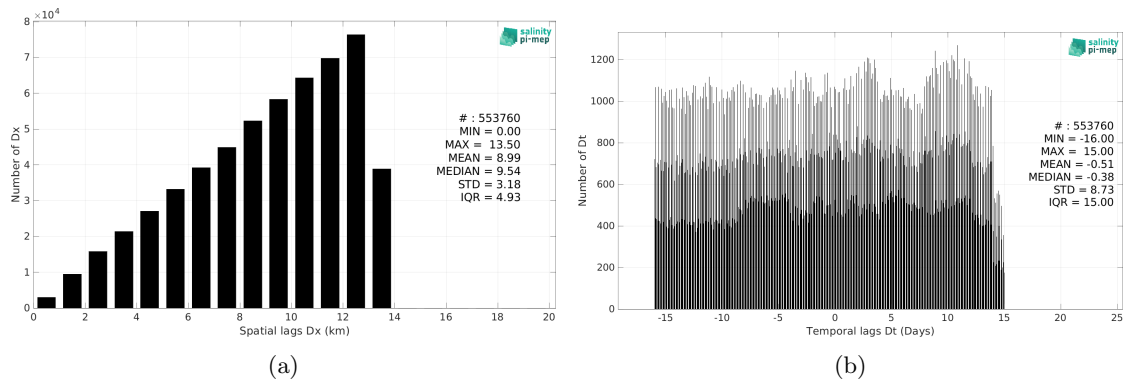 ×10⁴
8
7
6
5
4
3
2
1
0
Number of Dx
0 2 4 6 8 10 12 14 16 18 20
Spatial lags Dx (km)
salinity
pi-mep
# : 553760
MIN = 0.00
MAX = 13.50
MEAN = 8.99
MEDIAN = 9.54
STD = 3.18
IQR = 4.93
(a)
1200
1000
800
600
400
200
0
Number of Dt
-15 -10 -5 0 5 10 15 20 25
Temporal lags Dt (Days)
salinity
pi-mep
# : 553760
MIN = -16.00
MAX = 15.00
MEAN = -0.51
MEDIAN = -0.38
STD = 8.73
IQR = 15.00
(b)